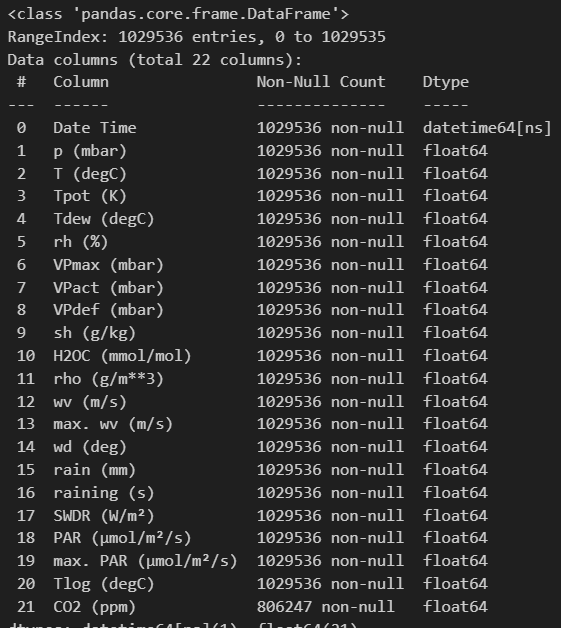 <class 'pandas.core.frame.DataFrame'>
RangeIndex: 1029536 entries, 0 to 1029535
Data columns (total 22 columns):
 #   Column                Non-Null Count    Dtype
---  ------                --------------    -----
 0   Date Time             1029536 non-null  datetime64[ns]
 1   p (mbar)              1029536 non-null  float64
 2   T (degC)              1029536 non-null  float64
 3   Tpot (K)              1029536 non-null  float64
 4   Tdew (degC)           1029536 non-null  float64
 5   rh (%)                1029536 non-null  float64
 6   VPmax (mbar)          1029536 non-null  float64
 7   VPact (mbar)          1029536 non-null  float64
 8   VPdef (mbar)          1029536 non-null  float64
 9   sh (g/kg)             1029536 non-null  float64
 10  H2OC (mmol/mol)       1029536 non-null  float64
 11  rho (g/m**3)          1029536 non-null  float64
 12  wv (m/s)              1029536 non-null  float64
 13  max. wv (m/s)         1029536 non-null  float64
 14  wd (deg)              1029536 non-null  float64
 15  rain (mm)             1029536 non-null  float64
 16  raining (s)           1029536 non-null  float64
 17  SWDR (W/m²)           1029536 non-null  float64
 18  PAR (μmol/m²/s)       1029536 non-null  float64
 19  max. PAR (μmol/m²/s)  1029536 non-null  float64
 20  Tlog (degC)           1029536 non-null  float64
 21  CO2 (ppm)             806247 non-null   float64
dtypes: datetime64[ns](1), float64(21)